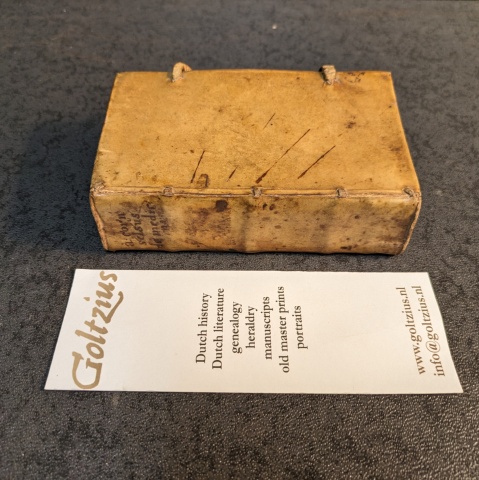 Goltzius
Dutch history
Dutch literature
genealogy
heraldry
manuscripts
old master prints
portraits
www.goltzius.nl
info@goltzius.nl